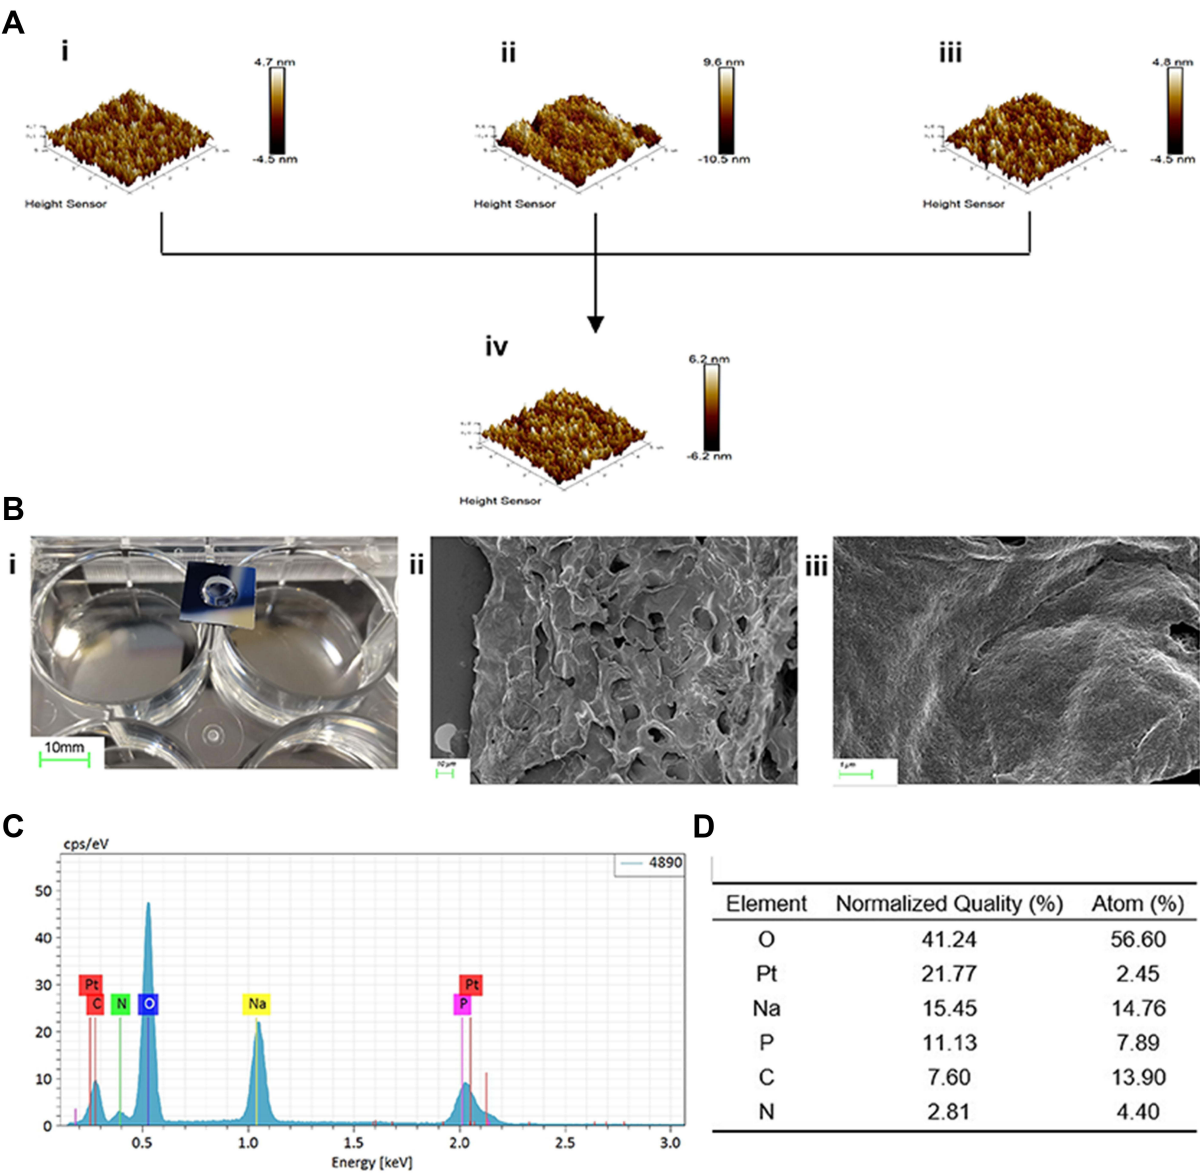 A
i
ii
iii
4.7 nm
9.6 nm
4.8 nm
-4.5 nm
-10.5 nm
-4.5 nm
Height Sensor
Height Sensor
Height Sensor
iv
6.2 nm
-6.2 nm
Height Sensor
B
i
ii
iii
10mm
10 μm
C
D
cps/eV
4890
50
40
30
20
10
0
Pt
Pt
C
N
O
Na
P
0.5
1.0
1.5
2.0
2.5
3.0
Energy [keV]
Element Normalized Quality (%) Atom (%)
O 41.24 56.60
Pt 21.77 2.45
Na 15.45 14.76
P 11.13 7.89
C 7.60 13.90
N 2.81 4.40